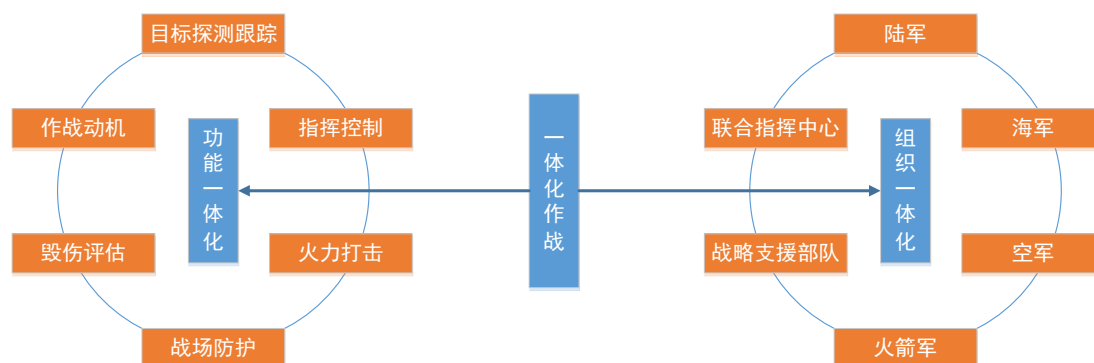 目标探测跟踪
作战动机
指挥控制
功能一体化
毁伤评估
火力打击
战场防护
一体化作战
陆军
联合指挥中心
海军
组织一体化
战略支援部队
空军
火箭军